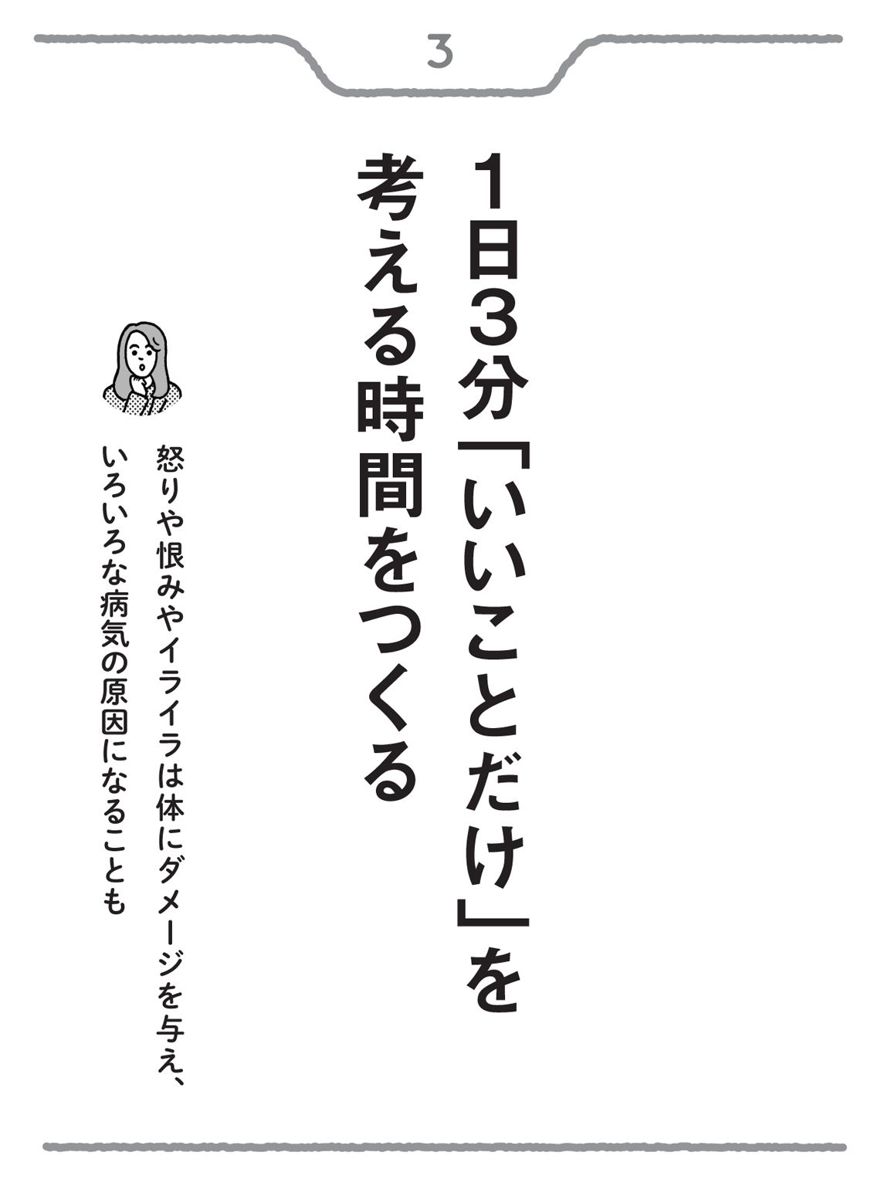 3
1日3分「いいことだけ」を
考える時間をつくる
怒りや恨みやイライラは体にダメージを与え、
いろいろな病気の原因になることも